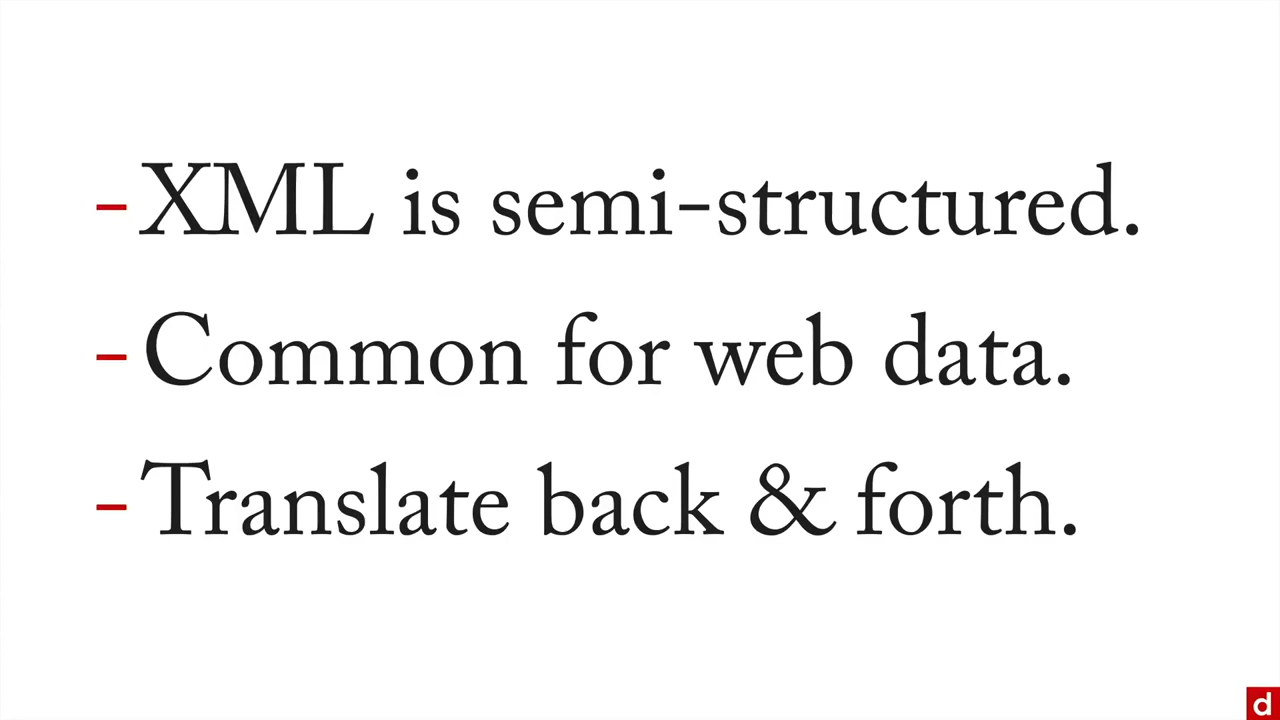 -XML is semi-structured.
-Common for web data.
-Translate back & forth.
d